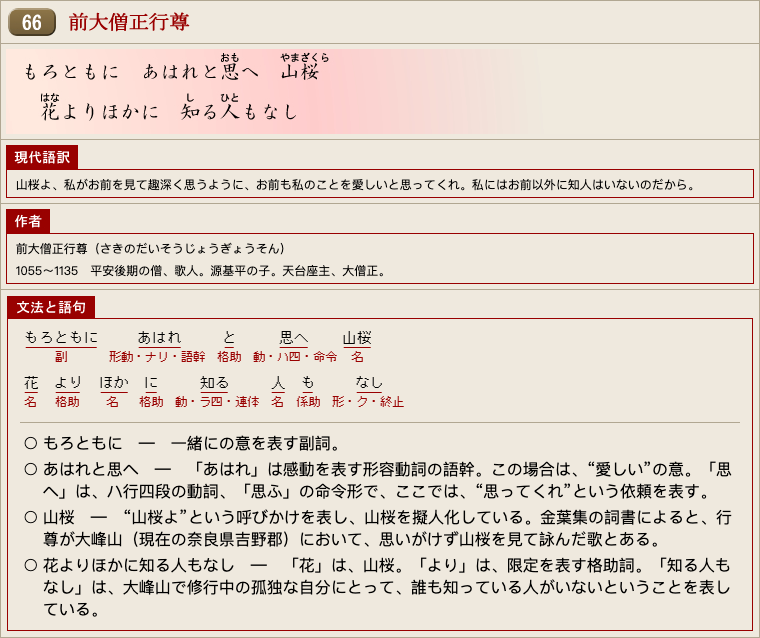 66 前大僧正行尊
もろともに あはれと思へ 山桜
おも やまざくら
花よりほかに 知る人もなし
はな し ひと
現代語訳
山桜よ、私がお前を見て趣深く思うように、お前も私のことを愛しいと思ってくれ。私にはお前以外に知人はいないのだから。
作者
前大僧正行尊（さきのだいそうじょうぎょうそん）
1055～1135 平安後期の僧、歌人。源基平の子。天台座主、大僧正。
文法と語句
もろともに あはれ と 思へ 山桜
副 形動・ナリ・語幹 格助 動・ハ四・命令 名
花 より ほか に 知る 人 も なし
名 格助 名 格助 動・ラ四・連体 名 係助 形・ク・終止
○ もろともに ― 一緒にの意を表す副詞。
○ あはれと思へ ― 「あはれ」は感動を表す形容動詞の語幹。この場合は、“愛しい”の意。「思
へ」は、ハ行四段の動詞、「思ふ」の命令形で、ここでは、“思ってくれ”という依頼を表す。
○ 山桜 ― “山桜よ”という呼びかけを表し、山桜を擬人化している。金葉集の詞書によると、行
尊が大峰山（現在の奈良県吉野郡）において、思いがけず山桜を見て詠んだ歌とある。
○ 花よりほかに知る人もなし ― 「花」は、山桜。「より」は、限定を表す格助詞。「知る人も
なし」は、大峰山で修行中の孤独な自分にとって、誰も知っている人がいないということを表し
ている。